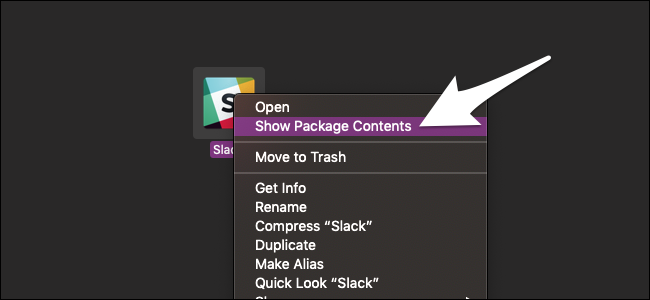 S
Slac
Open
Show Package Contents
Move to Trash
Get Info
Rename
Compress “Slack”
Duplicate
Make Alias
Quick Look “Slack”